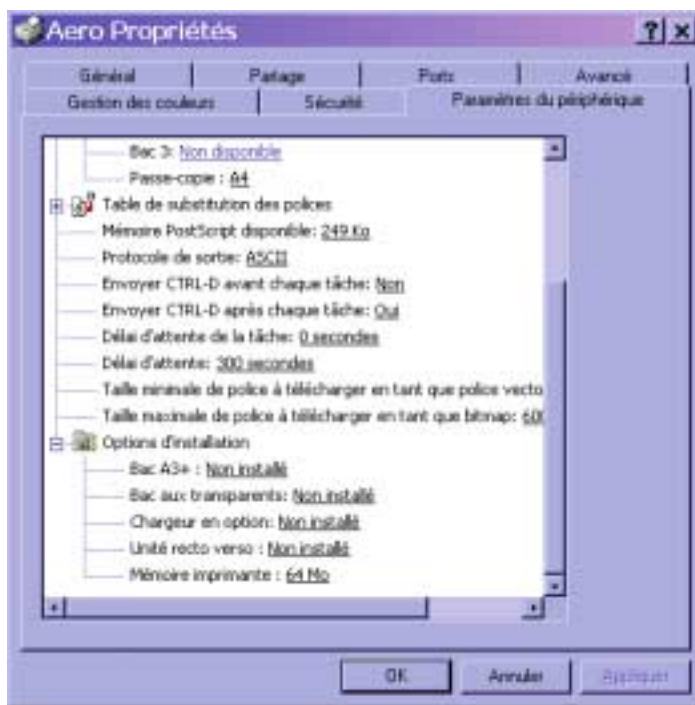 Aero Propriétés
Général Partage Ports Avancé
Gestion des couleurs Sécurité Paramètres du périphérique
Bac 3: Non disponible
Passe-copie : A4
Table de substitution des polices
Mémoire PostScript disponible: 249 Ko
Protocole de sortie: ASCII
Envoyer CTRL-D avant chaque tâche: Non
Envoyer CTRL-D après chaque tâche: Oui
Délai d'attente de la tâche: 0 secondes
Délai d'attente: 300 secondes
Taille minimale de police à télécharger en tant que police vecto
Taille maximale de police à télécharger en tant que bitmap: 600
Options d'installation
Bac A3+ : Non installé
Bac aux transparents: Non installé
Chargeur en option: Non installé
Unité recto verso : Non installé
Mémoire imprimante : 64 Mo
OK Annuler Appliquer